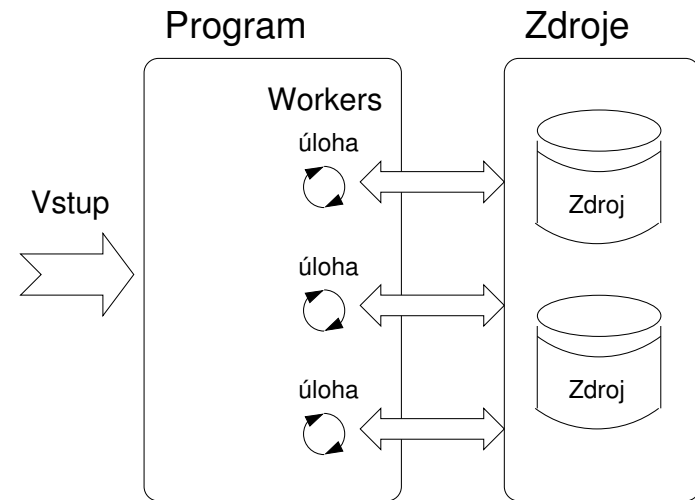 Program
Zdroje
Workers
úloha
Vstup
Zdroj
úloha
úloha
Zdroj